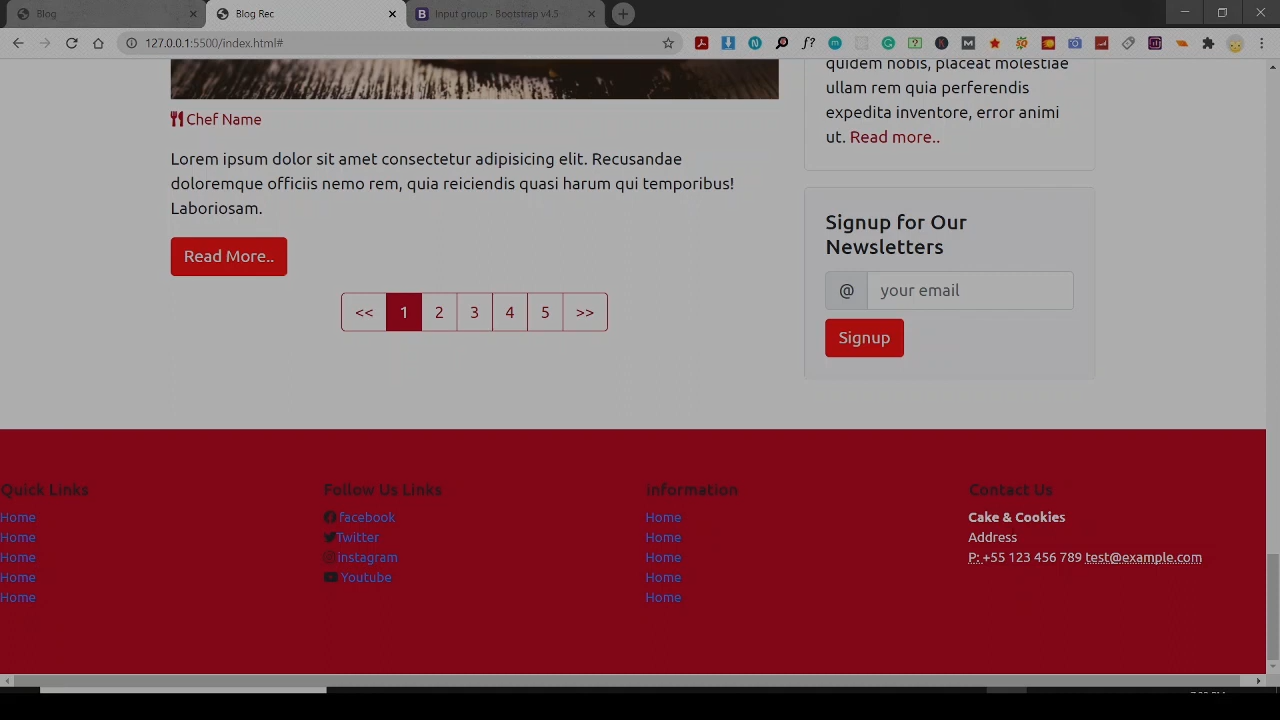 Blog
Blog Rec
Input group · Bootstrap v4.5
127.0.0.1:5500/index.html#
quidem nobis, placeat molestiae
ullam rem quia perferendis
expedita inventore, error animi
ut. Read more..
Chef Name
Lorem ipsum dolor sit amet consectetur adipisicing elit. Recusandae
doloremque officiis nemo rem, quia reiciendis quasi harum qui temporibus!
Laboriosam.
Read More..
<< 1 2 3 4 5 >>
Signup for Our
Newsletters
@ your email
Signup
Quick Links
Home
Home
Home
Home
Home
Follow Us Links
facebook
Twitter
instagram
Youtube
information
Home
Home
Home
Home
Home
Contact Us
Cake & Cookies
Address
P: +55 123 456 789 test@example.com